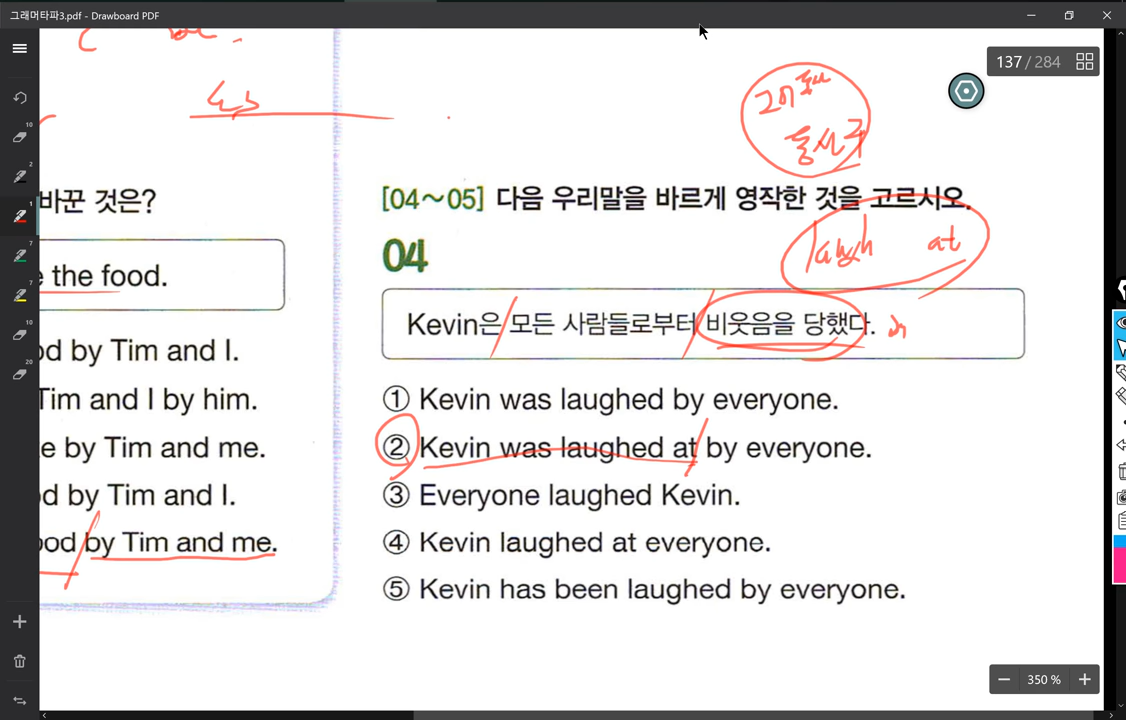 그래머타파3.pdf - Drawboard PDF
137 / 284
동사구
바꾼 것은?
the food.
d by Tim and I.
Tim and I by him.
e by Tim and me.
d by Tim and I.
ood by Tim and me.
[04～05] 다음 우리말을 바르게 영작한 것을 고르시오.
laugh at
04
Kevin은 모든 사람들로부터 비웃음을 당했다.
① Kevin was laughed by everyone.
② Kevin was laughed at by everyone.
③ Everyone laughed Kevin.
④ Kevin laughed at everyone.
⑤ Kevin has been laughed by everyone.
10
2
1
7
7
10
20
350 %